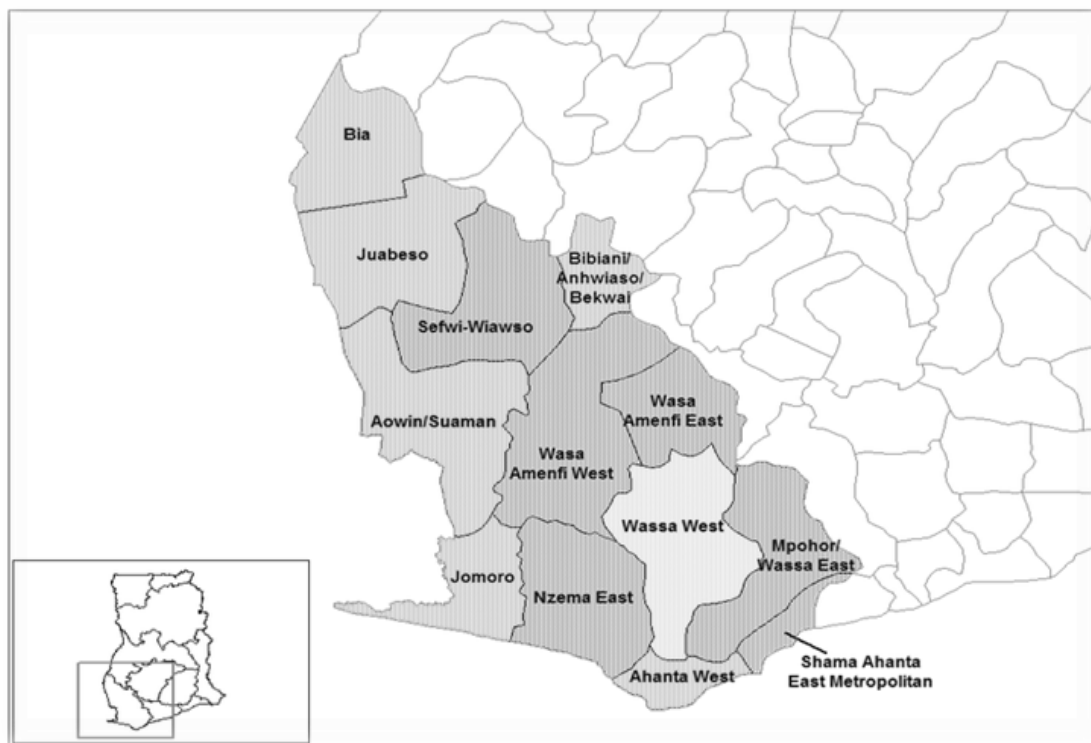 Bia
Juabeso
Bibiani/
Anhwiaso/
Bekwai
Sefwi-Wiawso
Wasa
Amenfi East
Aowin/Suaman
Wasa
Amenfi West
Wassa West
Mpohor/
Wassa East
Jomoro
Nzema East
Shama Ahanta
East Metropolitan
Ahanta West